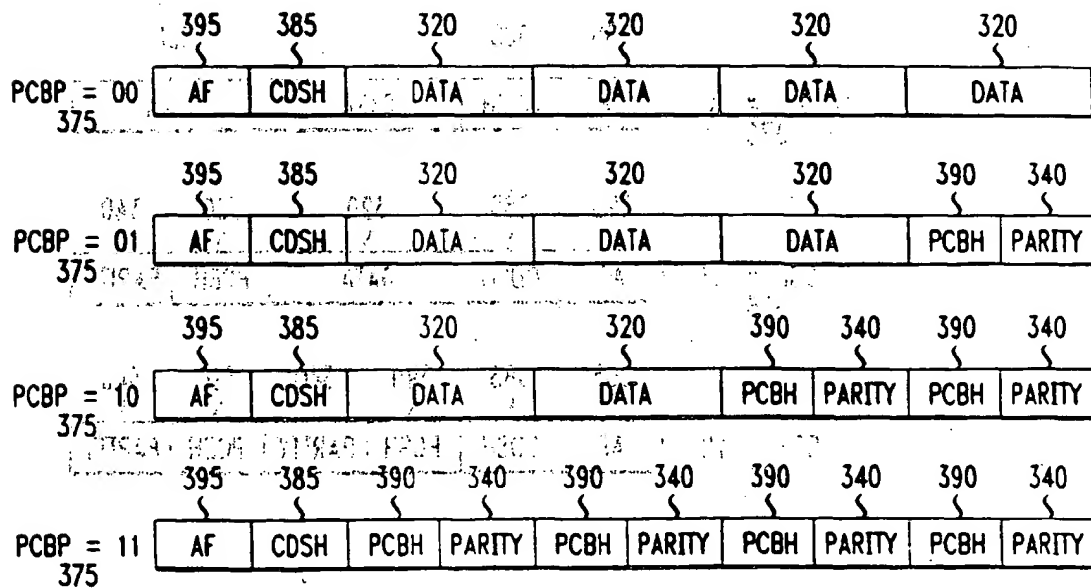 395 385 320 320 320 320
PCBP = 00 AF CDSH DATA DATA DATA DATA
375
395 385 320 320 320 390 340
PCBP = 01 AF CDSH DATA DATA DATA PCBH PARITY
375
395 385 320 320 390 340 390 340
PCBP = 10 AF CDSH DATA DATA PCBH PARITY PCBH PARITY
375
395 385 390 340 390 340 390 340 390 340
PCBP = 11 AF CDSH PCBH PARITY PCBH PARITY PCBH PARITY PCBH PARITY
375